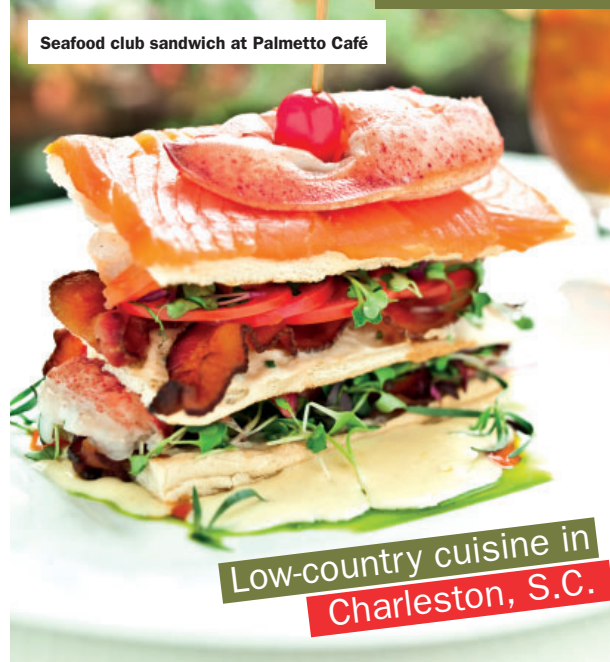 Seafood club sandwich at Palmetto Café
Low-country cuisine in
Charleston, S.C.